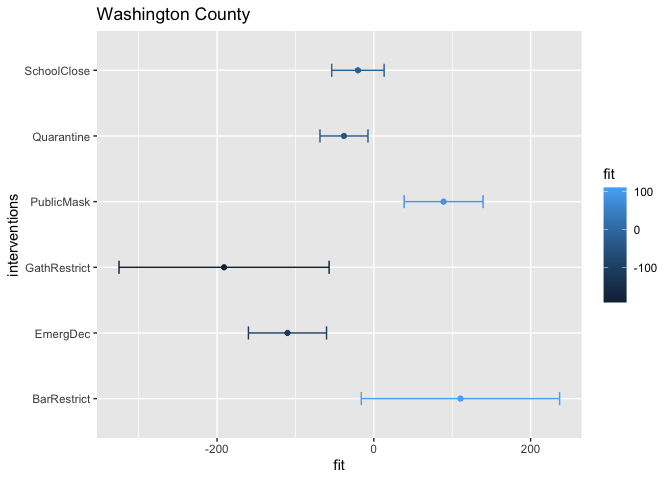 Washington County
SchoolClose
Quarantine
PublicMask
GathRestrict
EmergDec
BarRestrict
interventions
-200
0
200
fit
fit
100
0
-100